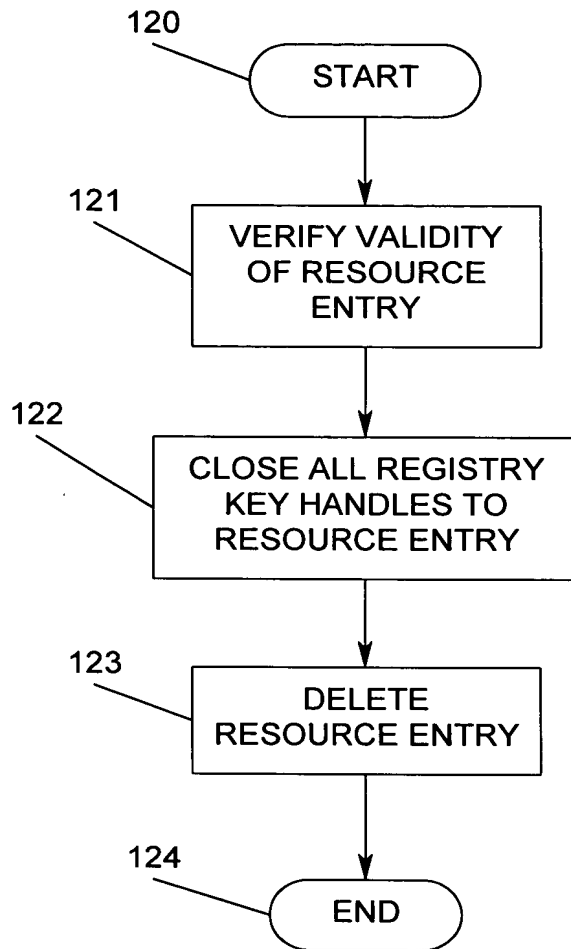 120
START
121
VERIFY VALIDITY
OF RESOURCE
ENTRY
122
CLOSE ALL REGISTRY
KEY HANDLES TO
RESOURCE ENTRY
123
DELETE
RESOURCE ENTRY
124
END